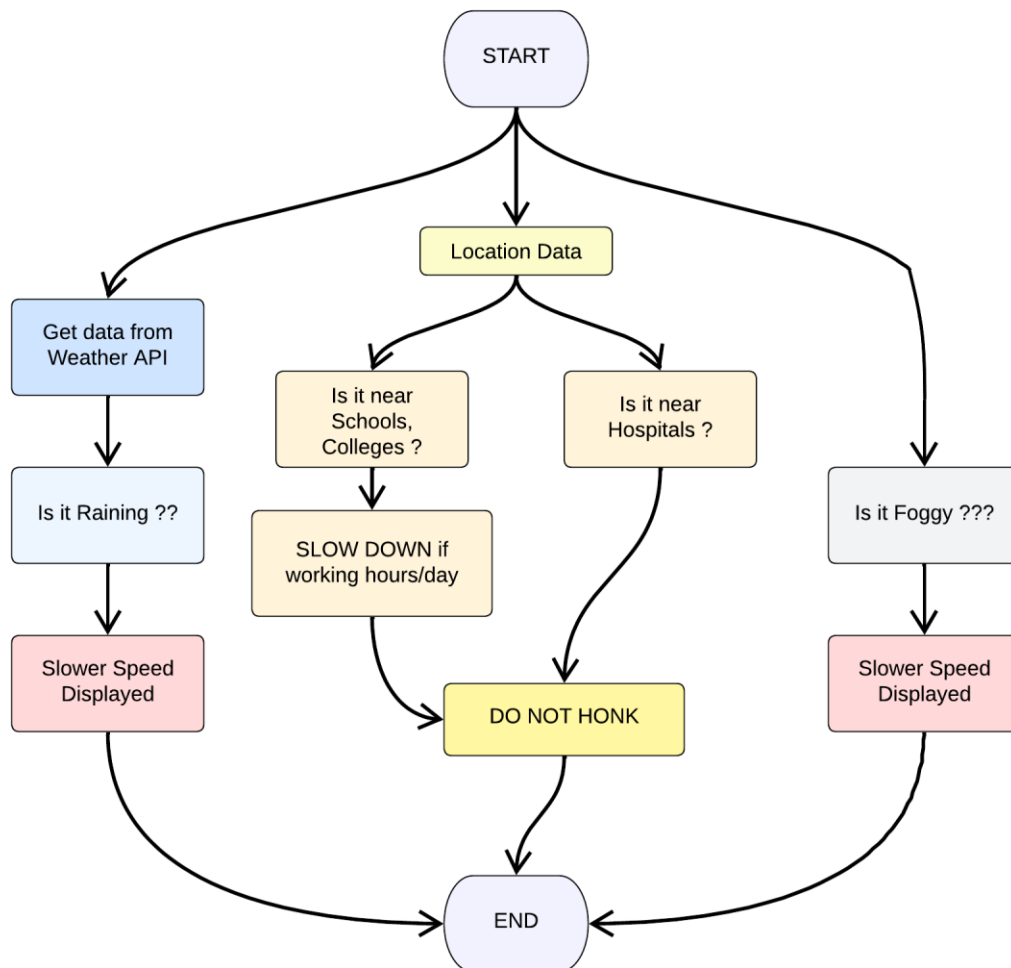 START
Location Data
Get data from
Weather API
Is it near
Schools,
Colleges ?
Is it near
Hospitals ?
Is it Raining ??
SLOW DOWN if
working hours/day
Is it Foggy ???
Slower Speed
Displayed
DO NOT HONK
Slower Speed
Displayed
END